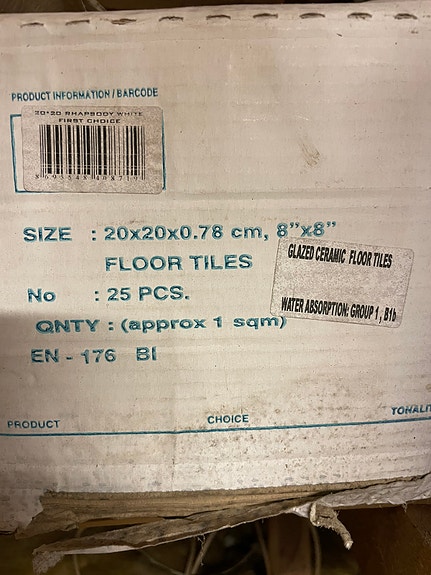 PRODUCT INFORMATION / BARCODE
20*20 RHAPSODY WHITE
FIRST CHOICE
SIZE : 20x20x0.78 cm, 8”x8”
FLOOR TILES
GLAZED CERAMIC FLOOR TILES
No : 25 PCS.
WATER ABSORPTION: GROUP 1, B1b
QNTY : (approx 1 sqm)
EN - 176 BI
PRODUCT
CHOICE